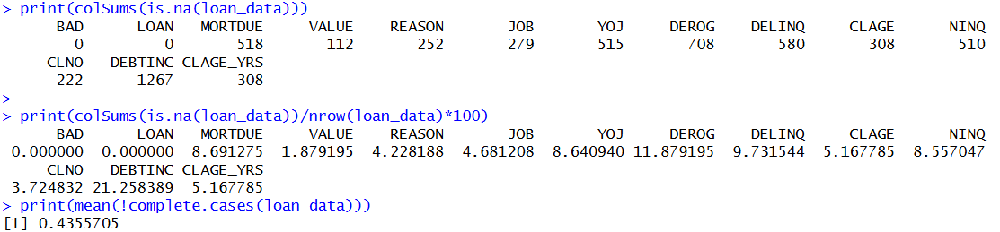 > print(colSums(is.na(loan_data)))
BAD LOAN MORTDUE VALUE REASON JOB YOJ DEROG DELINQ CLAGE NINQ
0 0 518 112 252 279 515 708 580 308 510
CLNO DEBTINC CLAGE_YRS
222 1267 308
>
> print(colSums(is.na(loan_data))/nrow(loan_data)*100)
BAD LOAN MORTDUE VALUE REASON JOB YOJ DEROG DELINQ CLAGE NINQ
0.000000 0.000000 8.691275 1.879195 4.228188 4.681208 8.640940 11.879195 9.731544 5.167785 8.557047
CLNO DEBTINC CLAGE_YRS
3.724832 21.258389 5.167785
> print(mean(!complete.cases(loan_data)))
[1] 0.4355705